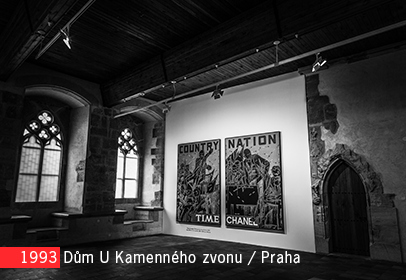 COUNTRY NATION
TIME CHANEL
1993 Dům U Kamenného zvonu / Praha